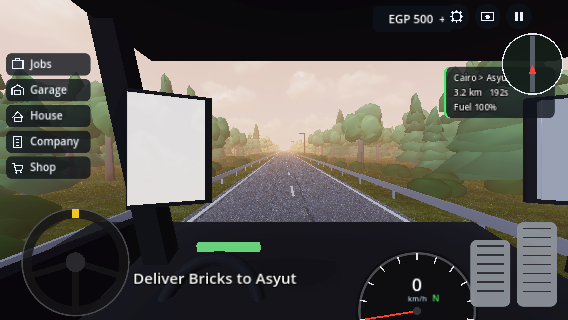 EGP 500 +
Jobs
Garage
House
Company
Shop
Cairo > Asyu
3.2 km 192s
Fuel 100%
Deliver Bricks to Asyut
0
km/h N